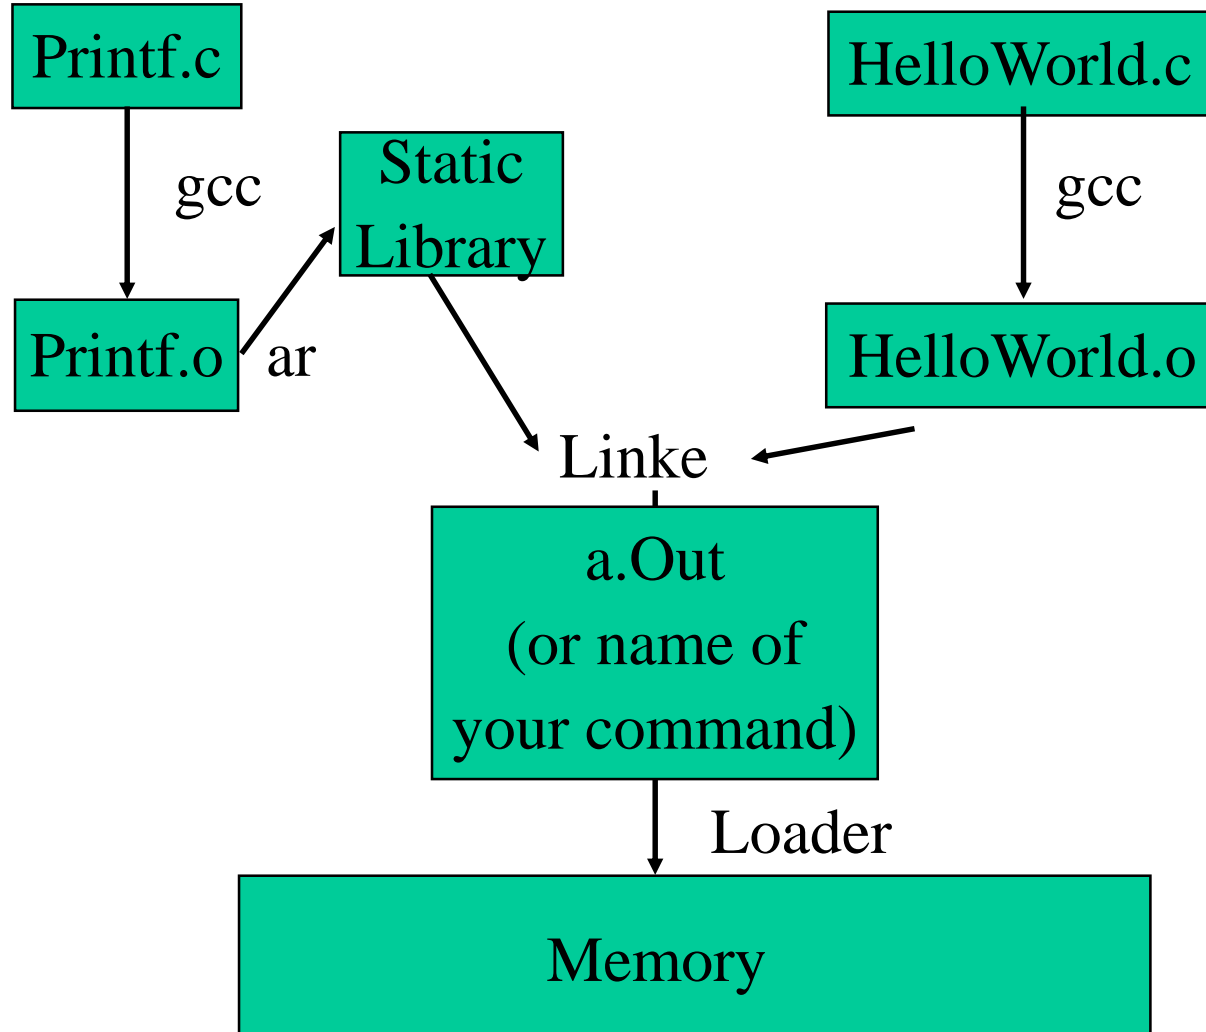 Printf.c
HelloWorld.c
Static
Library
gcc
gcc
Printf.o
ar
HelloWorld.o
Linke
a.Out
(or name of
your command)
Loader
Memory